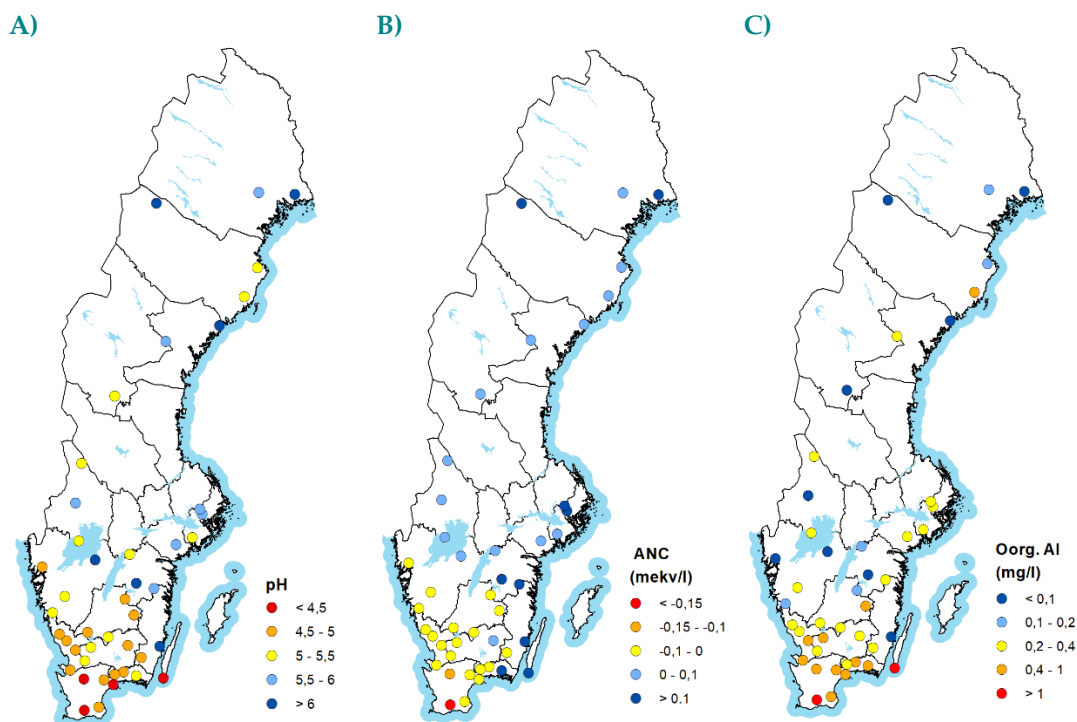 A)
B)
C)
pH
< 4,5
4,5 - 5
5 - 5,5
5,5 - 6
> 6
ANC
(mekv/l)
< -0,15
-0,15 - -0,1
-0,1 - 0
0 - 0,1
> 0.1
Oorg. Al
(mg/l)
< 0,1
0,1 - 0,2
0,2 - 0,4
0,4 - 1
> 1